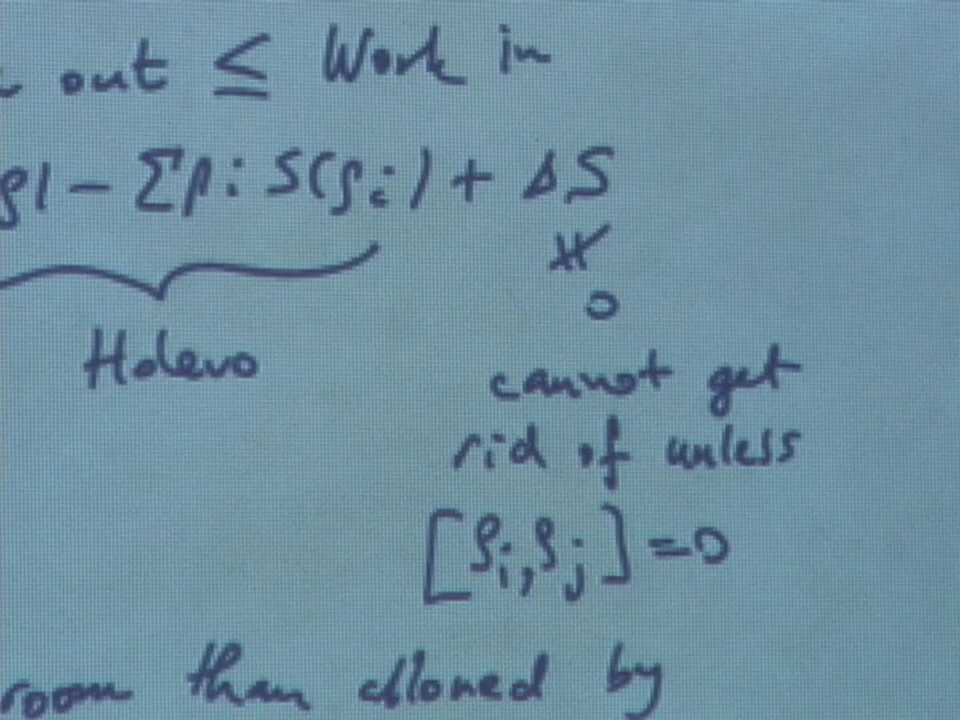 out ≤ Work in
ρ) - Σpi S(ρi) + ΔS
≠
0
Holevo
cannot get
rid of unless
[ρi, ρj] = 0
room than allowed by